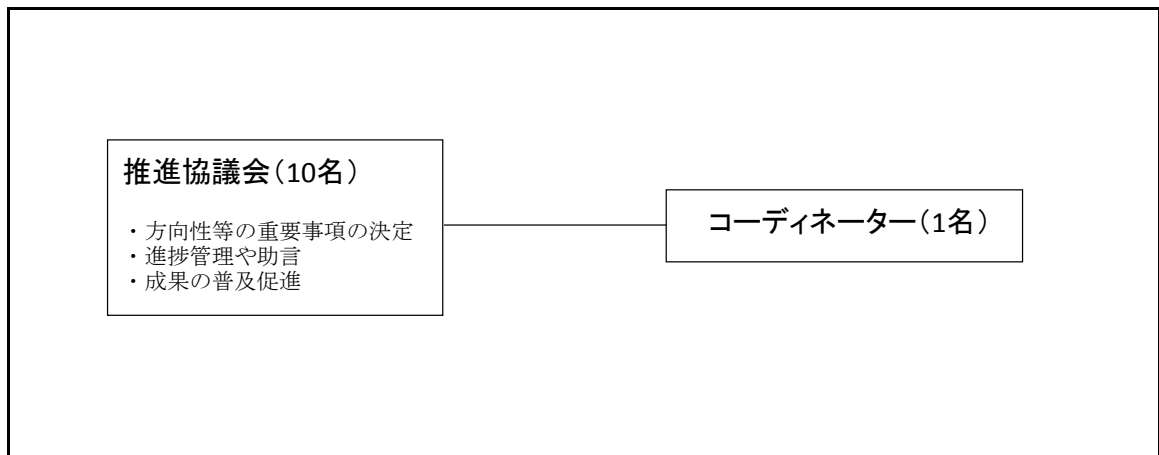 推進協議会(10名)
・方向性等の重要事項の決定
・進捗管理や助言
・成果の普及促進
コーディネーター(1名)